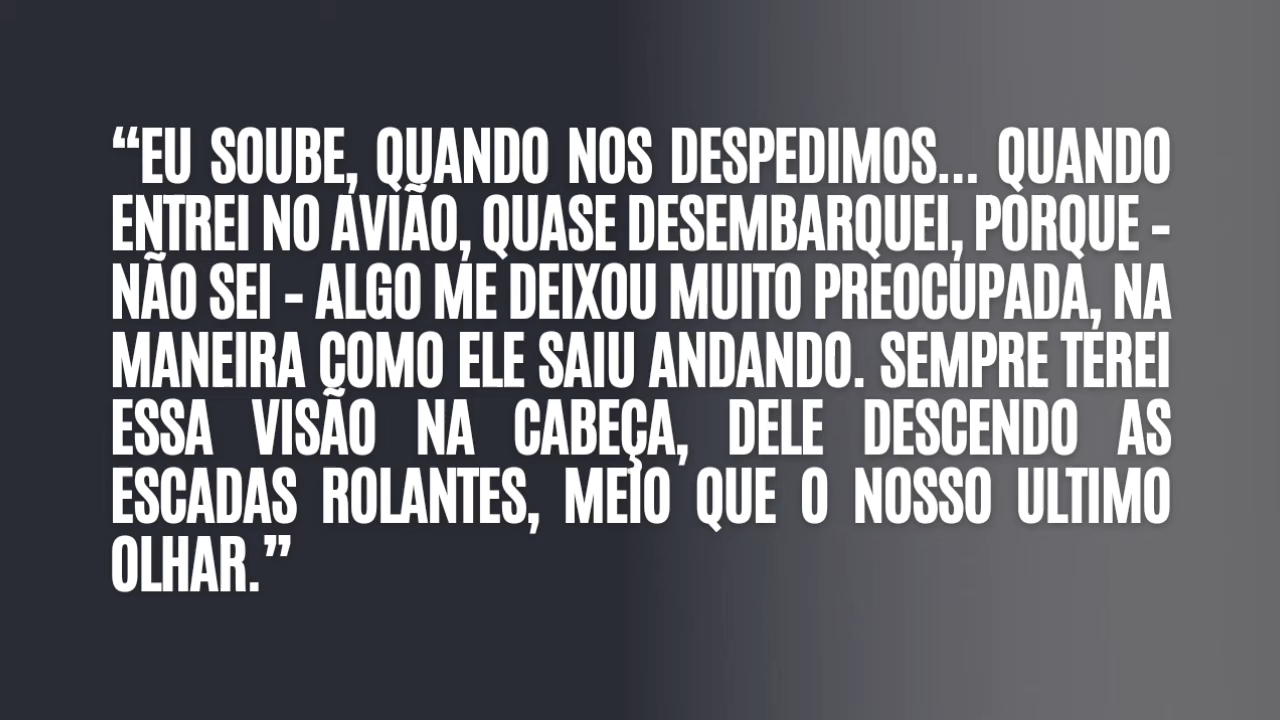 “EU SOUBE, QUANDO NOS DESPEDIMOS... QUANDO
ENTREI NO AVIÃO, QUASE DESEMBARQUEI, PORQUE -
NÃO SEI - ALGO ME DEIXOU MUITO PREOCUPADA, NA
MANEIRA COMO ELE SAIU ANDANDO. SEMPRE TEREI
ESSA VISÃO NA CABEÇA, DELE DESCENDO AS
ESCADAS ROLANTES, MEIO QUE O NOSSO ULTIMO
OLHAR.”